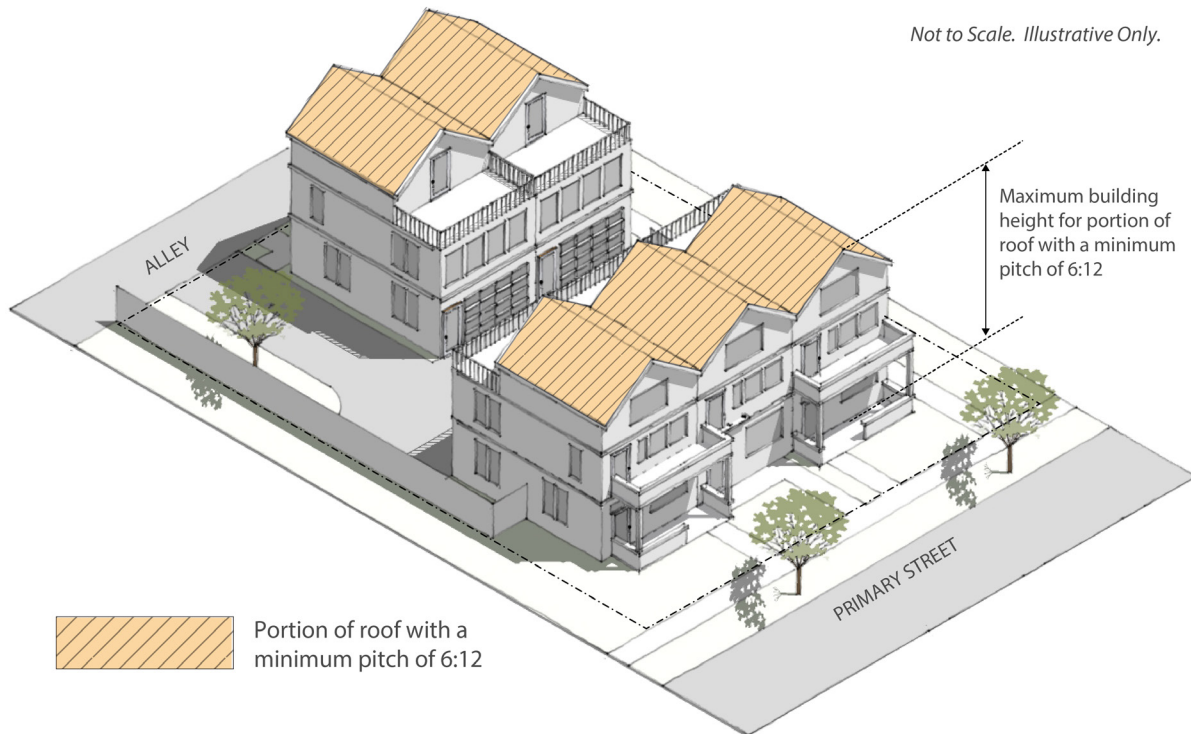 Not to Scale.  Illustrative Only.
Maximum building
height for portion of
roof with a minimum
pitch of 6:12
ALLEY
PRIMARY STREET
Portion of roof with a
minimum pitch of 6:12